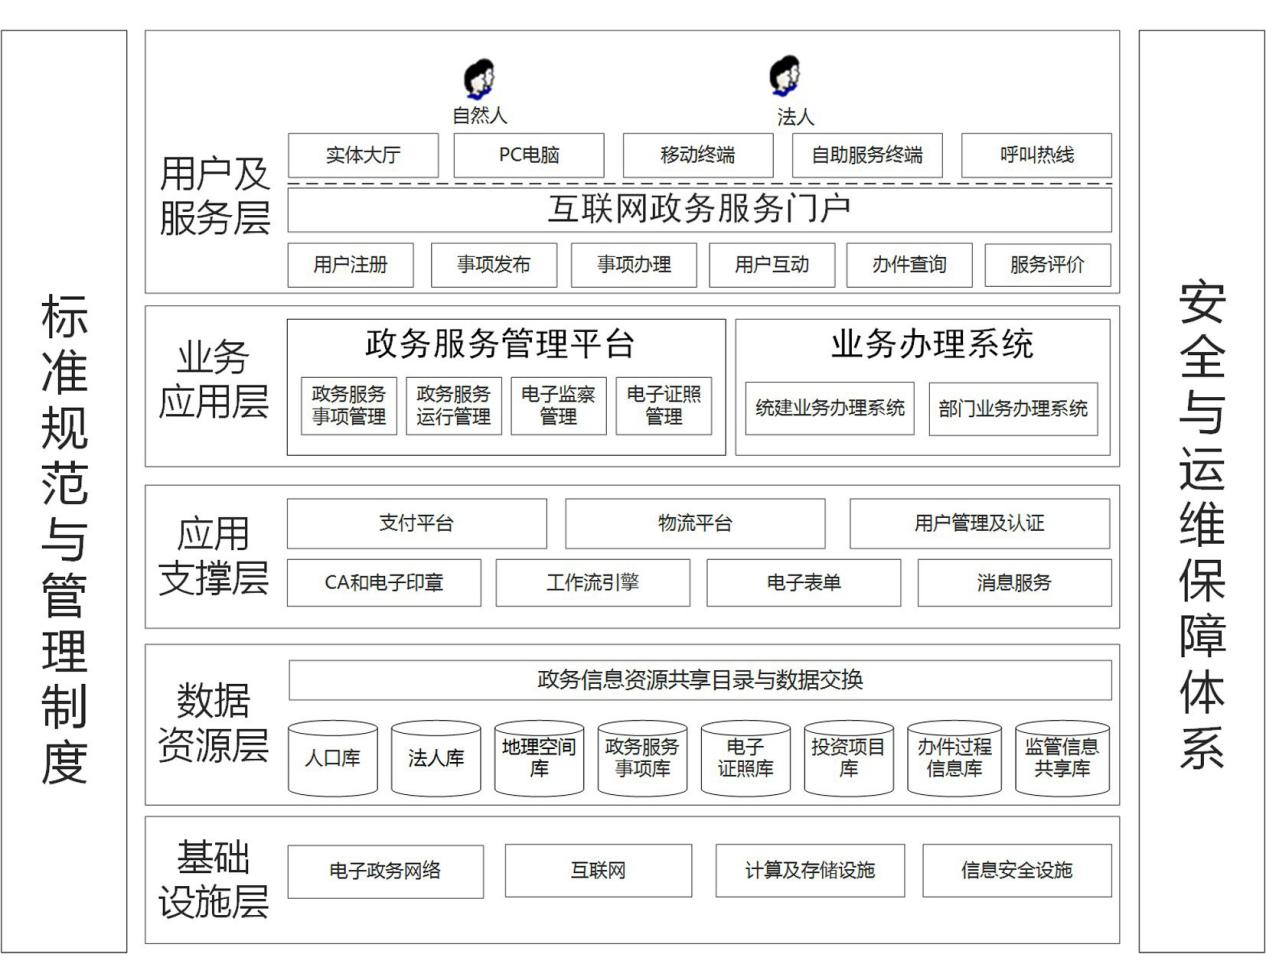 标准规范与管理制度
用户及
服务层
自然人
法人
实体大厅
PC电脑
移动终端
自助服务终端
呼叫热线
互联网政务服务门户
用户注册
事项发布
事项办理
用户互动
办件查询
服务评价
业务
应用层
政务服务管理平台
政务服务
事项管理
政务服务
运行管理
电子监察
管理
电子证照
管理
业务办理系统
统建业务办理系统
部门业务办理系统
应用
支撑层
支付平台
物流平台
用户管理及认证
CA和电子印章
工作流引擎
电子表单
消息服务
数据
资源层
政务信息资源共享目录与数据交换
人口库
法人库
地理空间
库
政务服务
事项库
电子
证照库
投资项目
库
办件过程
信息库
监管信息
共享库
基础
设施层
电子政务网络
互联网
计算及存储设施
信息安全设施
安全与运维保障体系